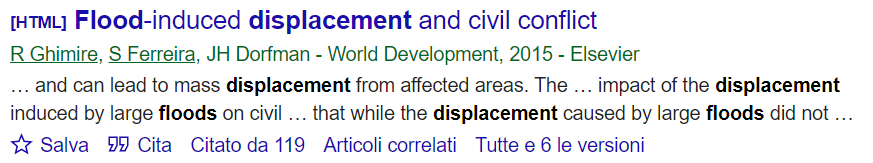 [HTML] Flood-induced displacement and civil conflict
R Ghimire, S Ferreira, JH Dorfman - World Development, 2015 - Elsevier
… and can lead to mass displacement from affected areas. The … impact of the displacement
induced by large floods on civil … that while the displacement caused by large floods did not …
Salva Cita Citato da 119 Articoli correlati Tutte e 6 le versioni